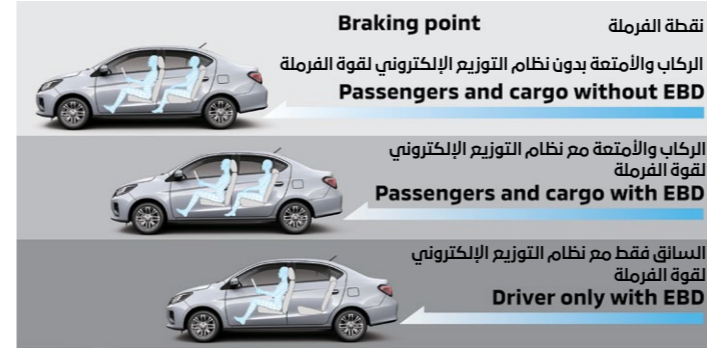 Braking point
نقطة الفرملة
الركاب والأمتعة بدون نظام التوزيع الإلكتروني لقوة الفرملة
Passengers and cargo without EBD
الركاب والأمتعة مع نظام التوزيع الإلكتروني
لقوة الفرملة
Passengers and cargo with EBD
السائق فقط مع نظام التوزيع الإلكتروني
لقوة الفرملة
Driver only with EBD